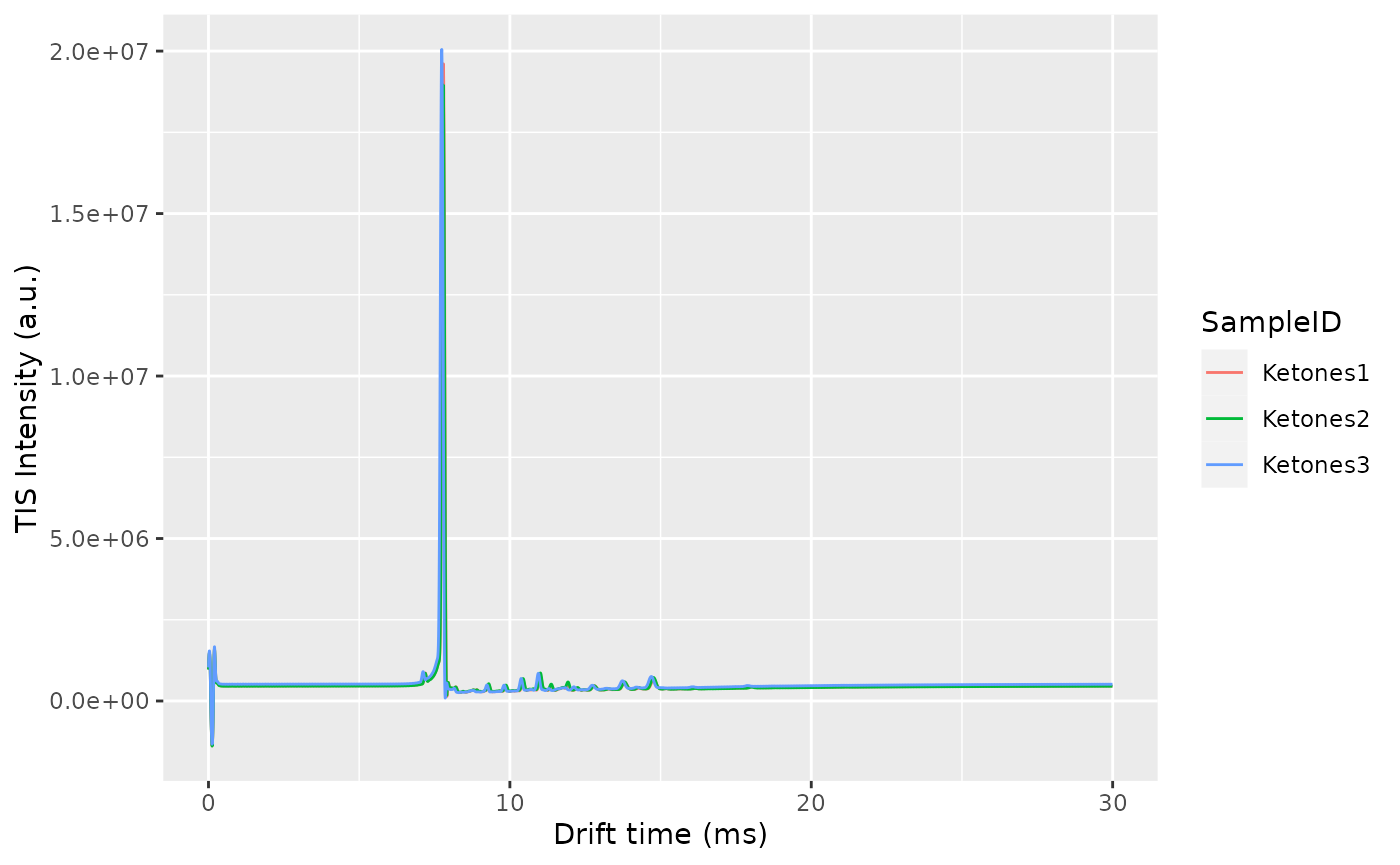 TIS Intensity (a.u.)
2.0e+07
1.5e+07
1.0e+07
5.0e+06
0.0e+00
0
10
20
30
Drift time (ms)
SampleID
Ketones1
Ketones2
Ketones3